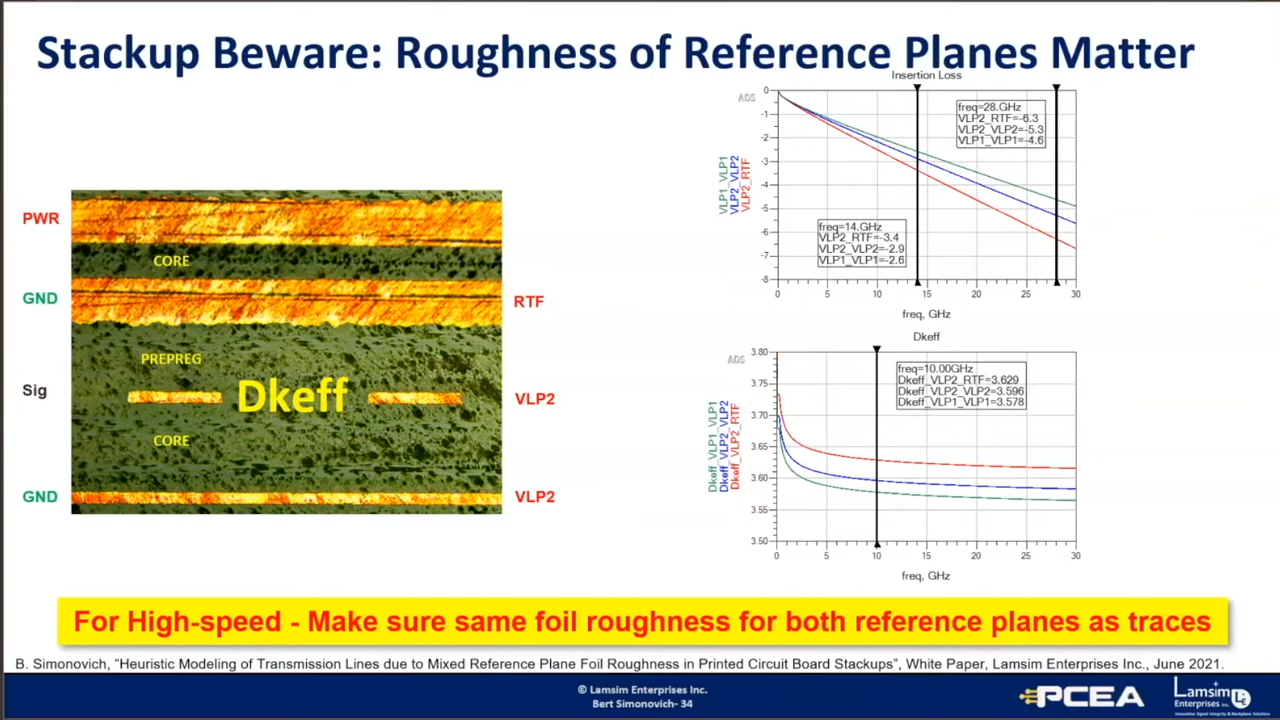 Stackup Beware: Roughness of Reference Planes Matter
PWR
CORE
GND
RTF
PREPREG
Sig
Dkeff
VLP2
CORE
GND
VLP2
Insertion Loss
ADS
VLP1_VLP1
VLP2_VLP2
VLP2_RTF
0
-1
-2
-3
-4
-5
-6
-7
-8
freq=28.GHz
VLP2_RTF=-6.3
VLP2_VLP2=-5.3
VLP1_VLP1=-4.6
freq=14.GHz
VLP2_RTF=-3.4
VLP2_VLP2=-2.9
VLP1_VLP1=-2.6
0 5 10 15 20 25 30
freq, GHz
Dkeff
ADS
Dkeff_VLP1_VLP1
Dkeff_VLP2_VLP2
Dkeff_VLP2_RTF
3.80
3.75
3.70
3.65
3.60
3.55
3.50
freq=10.00GHz
Dkeff_VLP2_RTF=3.629
Dkeff_VLP2_VLP2=3.596
Dkeff_VLP1_VLP1=3.578
0 5 10 15 20 25 30
freq, GHz
For High-speed - Make sure same foil roughness for both reference planes as traces
B. Simonovich, “Heuristic Modeling of Transmission Lines due to Mixed Reference Plane Foil Roughness in Printed Circuit Board Stackups”, White Paper, Lamsim Enterprises Inc., June 2021.
© Lamsim Enterprises Inc.
Bert Simonovich- 34
PCEA
Lamsim
Enterprises Inc.
LE
Innovative Signal Integrity & Backplane Solutions